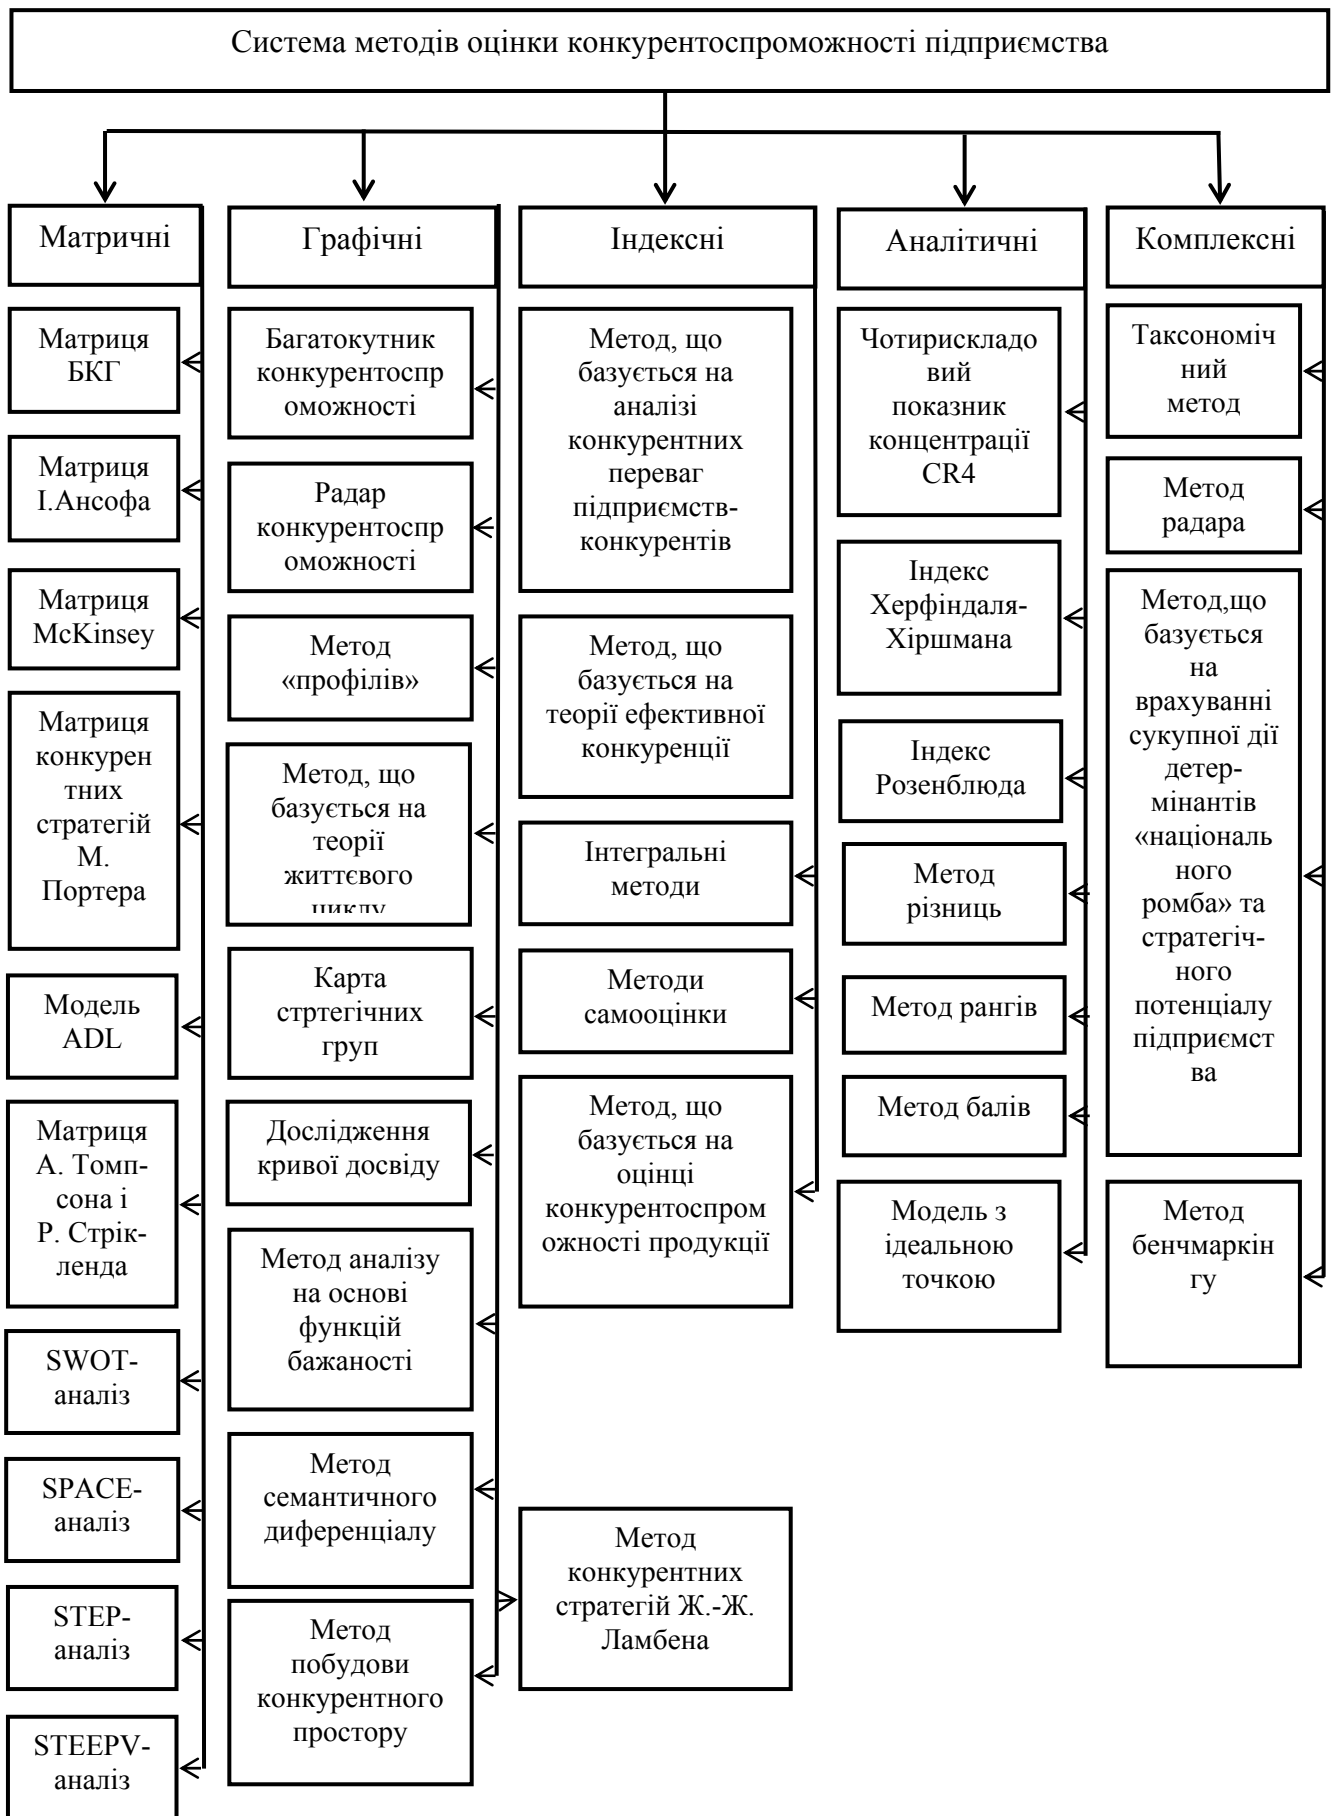 Система методів оцінки конкурентоспроможності підприємства
Матричні
Графічні
Індексні
Аналітичні
Комплексні
Матриця
БКГ
Матриця
І.Ансофа
Матриця
McKinsey
Матриця
конкурен
тних
стратегій
М.
Портера
Модель
ADL
Матриця
А. Томп-
сона і
Р. Стрік-
ленда
SWOT-
аналіз
SPACE-
аналіз
STEP-
аналіз
STEEPV-
аналіз
Багатокутник
конкурентоспр
оможності
Радар
конкурентоспр
оможності
Метод
«профілів»
Метод, що
базується на
теорії
життєвого
циклу
Карта
стртегічних
груп
Дослідження
кривої досвіду
Метод аналізу
на основі
функцій
бажаності
Метод
семантичного
диференціалу
Метод
побудови
конкурентного
простору
Метод, що
базується на
аналізі
конкурентних
переваг
підприємств-
конкурентів
Метод, що
базується на
теорії ефективної
конкуренції
Інтегральні
методи
Методи
самооцінки
Метод, що
базується на
оцінці
конкурентоспром
ожності продукції
Метод
конкурентних
стратегій Ж.-Ж.
Ламбена
Чотирискладо
вий
показник
концентрації
CR4
Індекс
Херфіндаля-
Хіршмана
Індекс
Розенблюда
Метод
різниць
Метод рангів
Метод балів
Модель з
ідеальною
точкою
Таксономіч
ний
метод
Метод
радара
Метод,що
базується
на
врахуванні
сукупної дії
детер-
мінантів
«національ
ного
ромба» та
стратегіч-
ного
потенціалу
підприємст
ва
Метод
бенчмаркін
гу